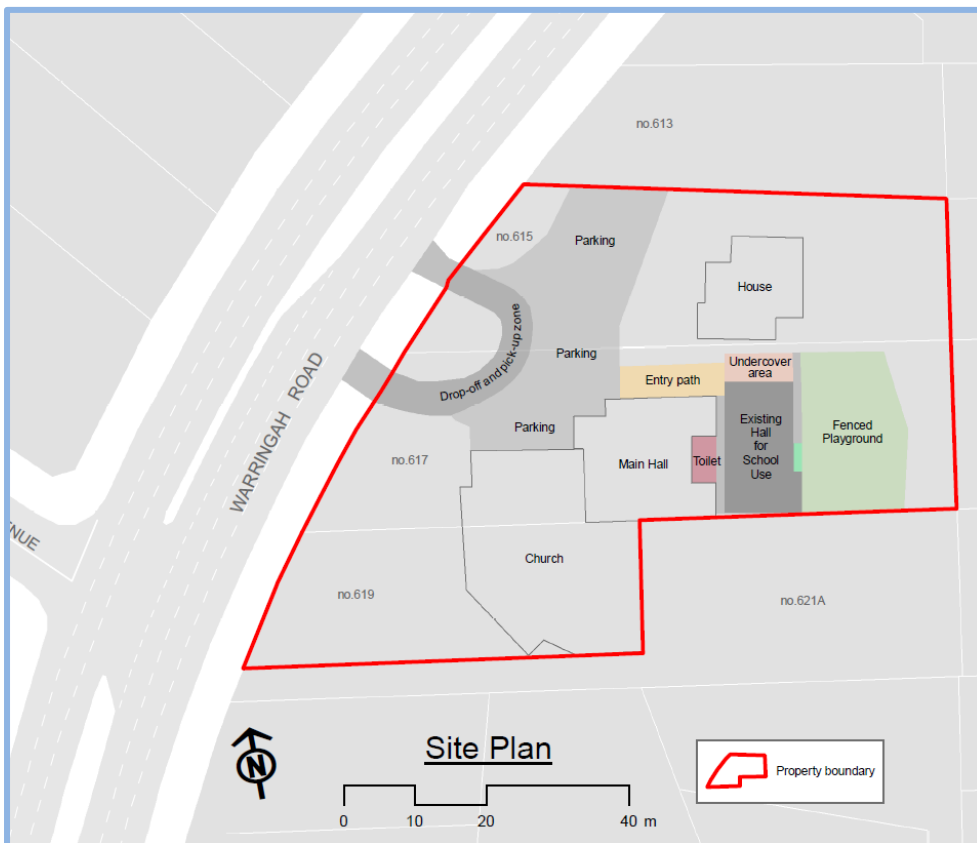 no.613
no.615
Parking
House
Drop-off and pick-up zone
WARRINGAH ROAD
Parking
Undercover
area
Entry path
Parking
Existing
Hall
for
School
Use
Fenced
Playground
no.617
Main Hall
Toilet
ENUE
Church
no.619
no.621A
N
Site Plan
Property boundary
0 10 20 40 m